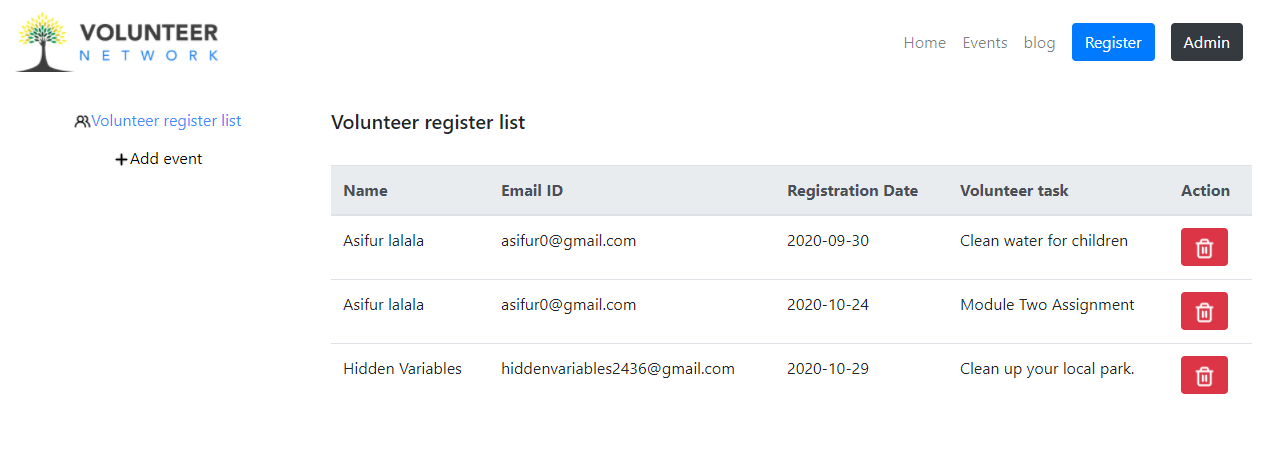 VOLUNTEER
NETWORK
Home Events blog Register Admin
Volunteer register list
Add event
Volunteer register list
Name Email ID Registration Date Volunteer task Action
Asifur lalala asifur0@gmail.com 2020-09-30 Clean water for children
Asifur lalala asifur0@gmail.com 2020-10-24 Module Two Assignment
Hidden Variables hiddenvariables2436@gmail.com 2020-10-29 Clean up your local park.